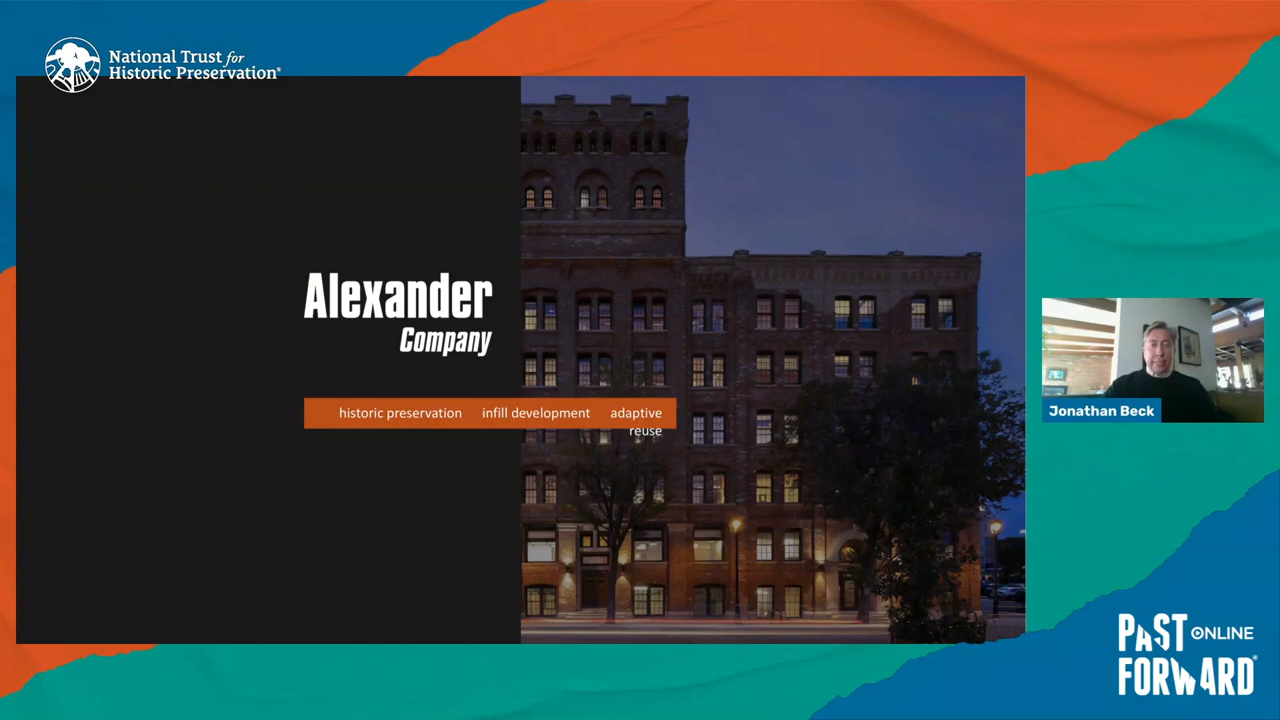 National Trust for
Historic Preservation®
Alexander
Company
historic preservation infill development adaptive
reuse
Jonathan Beck
PAST ONLINE
FORWARD®